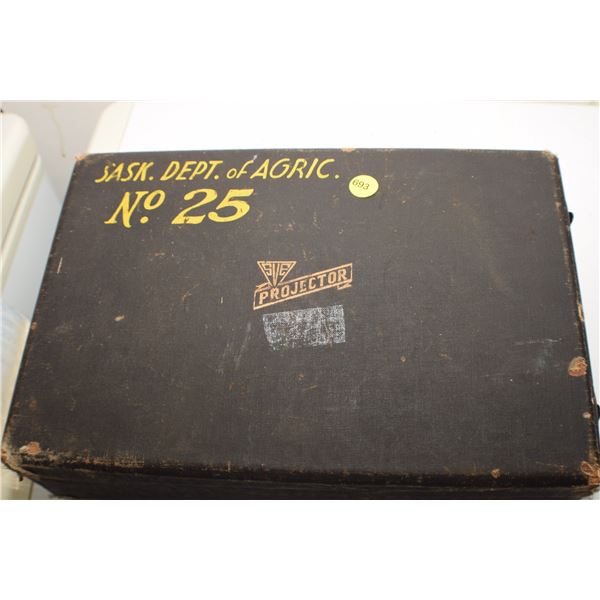 SASK. DEPT. of AGRIC.
Nº 25
693
SVE
PROJECTOR